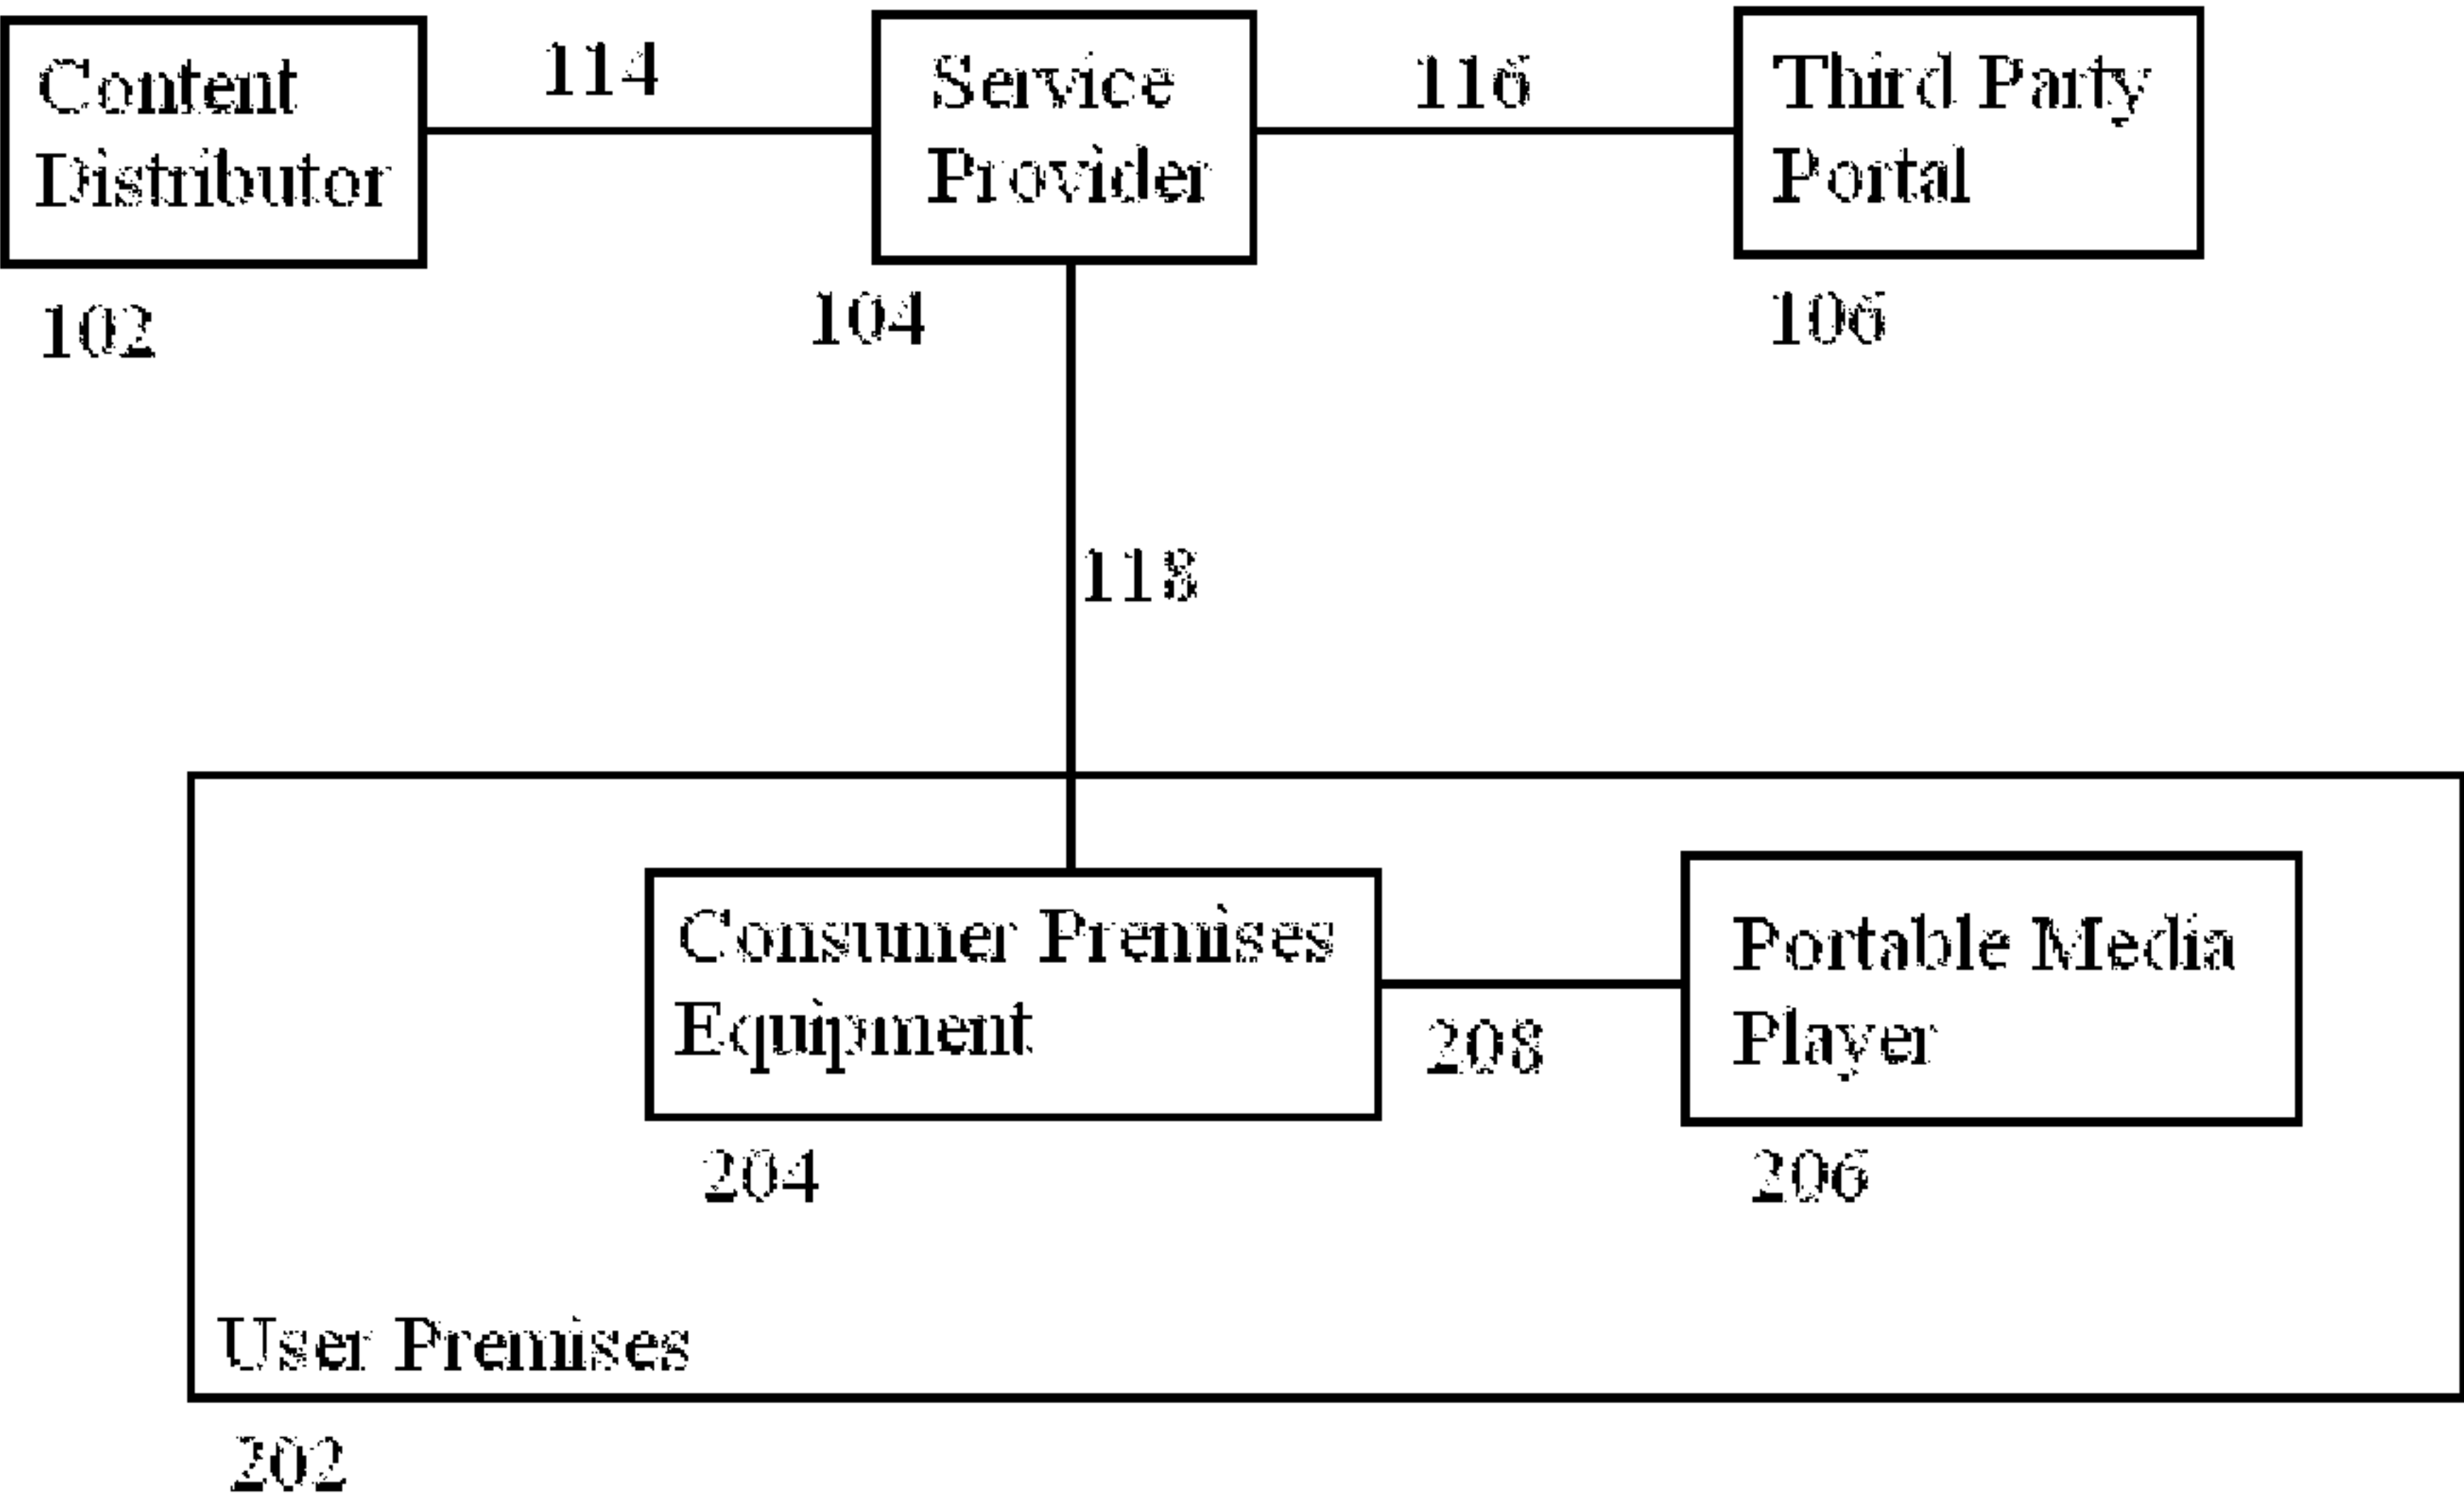 Content
Distributor
114
Service
Provider
116
Third Party
Portal
102
104
106
118
Consumer Premises
Equipment
208
Portable Media
Player
204
206
User Premises
202